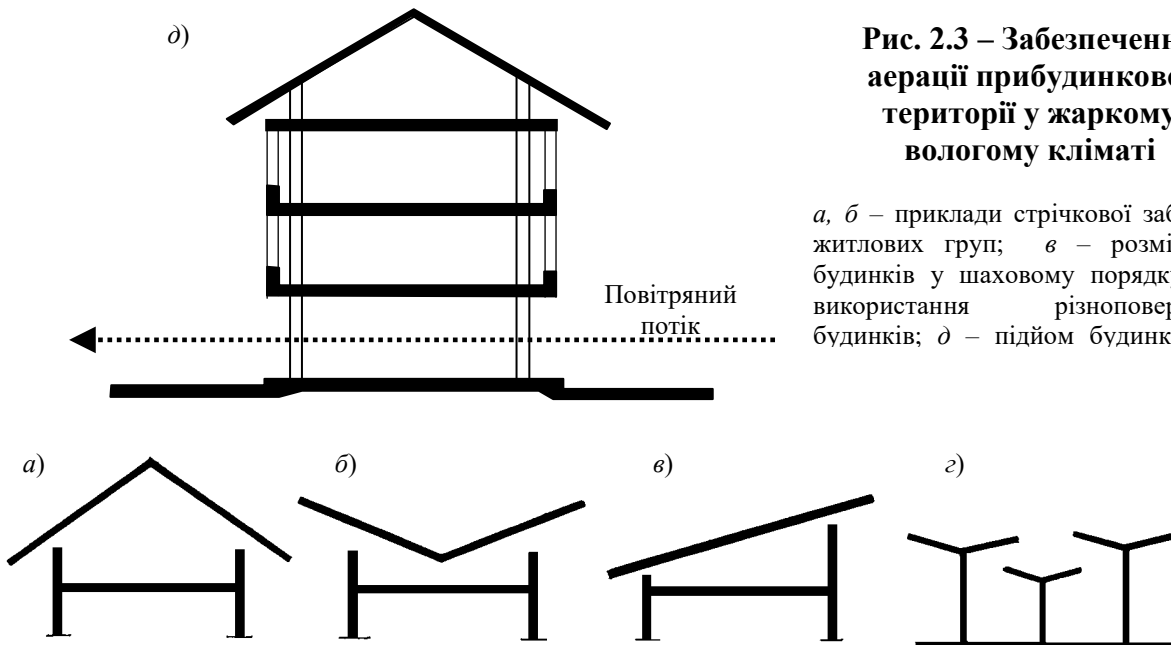 д)
Рис. 2.3 – Забезпеченн
аерації прибудинково
території у жаркому
вологому кліматі
а, б – приклади стрічкової заб
житлових груп; в – розмі
будинків у шаховому порядку
використання різноповер
будинків; д – підйом будинк
Повітряний
потік
а)
б)
в)
г)